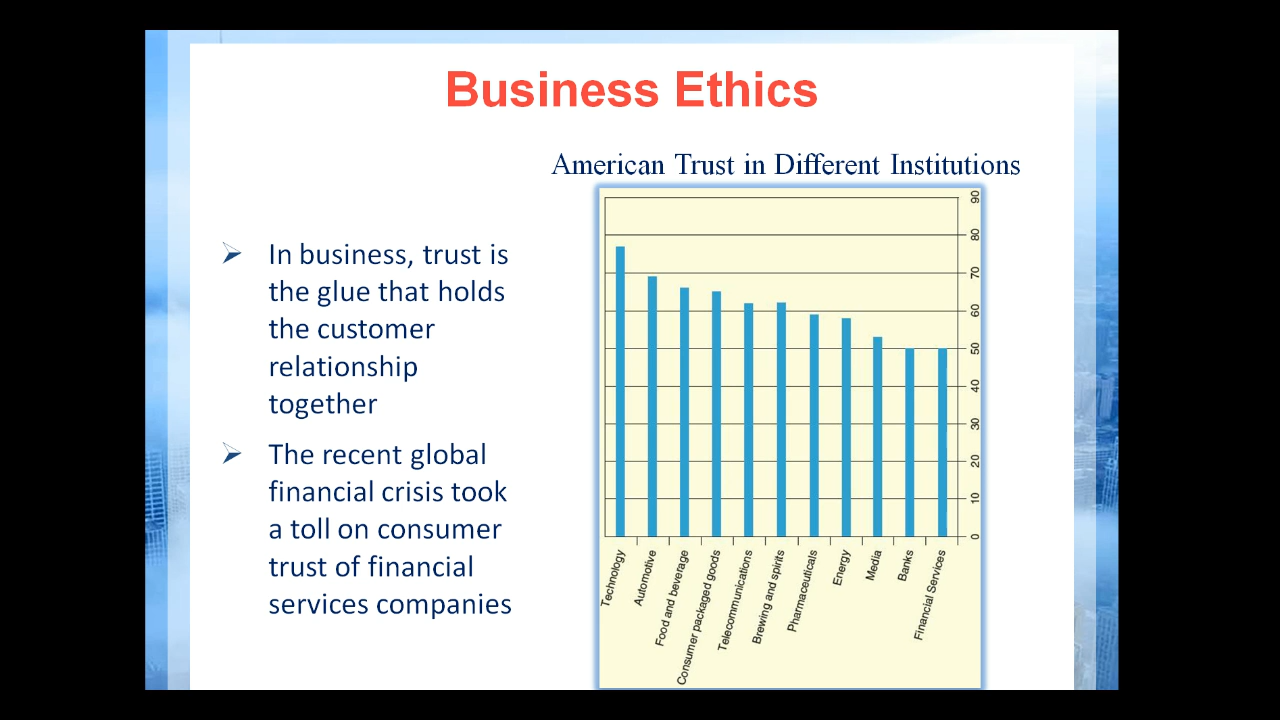 Business Ethics
American Trust in Different Institutions
In business, trust is
the glue that holds
the customer
relationship
together
The recent global
financial crisis took
a toll on consumer
trust of financial
services companies
90
80
70
60
50
40
30
20
10
0
Technology
Automotive
Food and beverage
Consumer packaged goods
Telecommunications
Brewing and spirits
Pharmaceuticals
Energy
Media
Banks
Financial Services